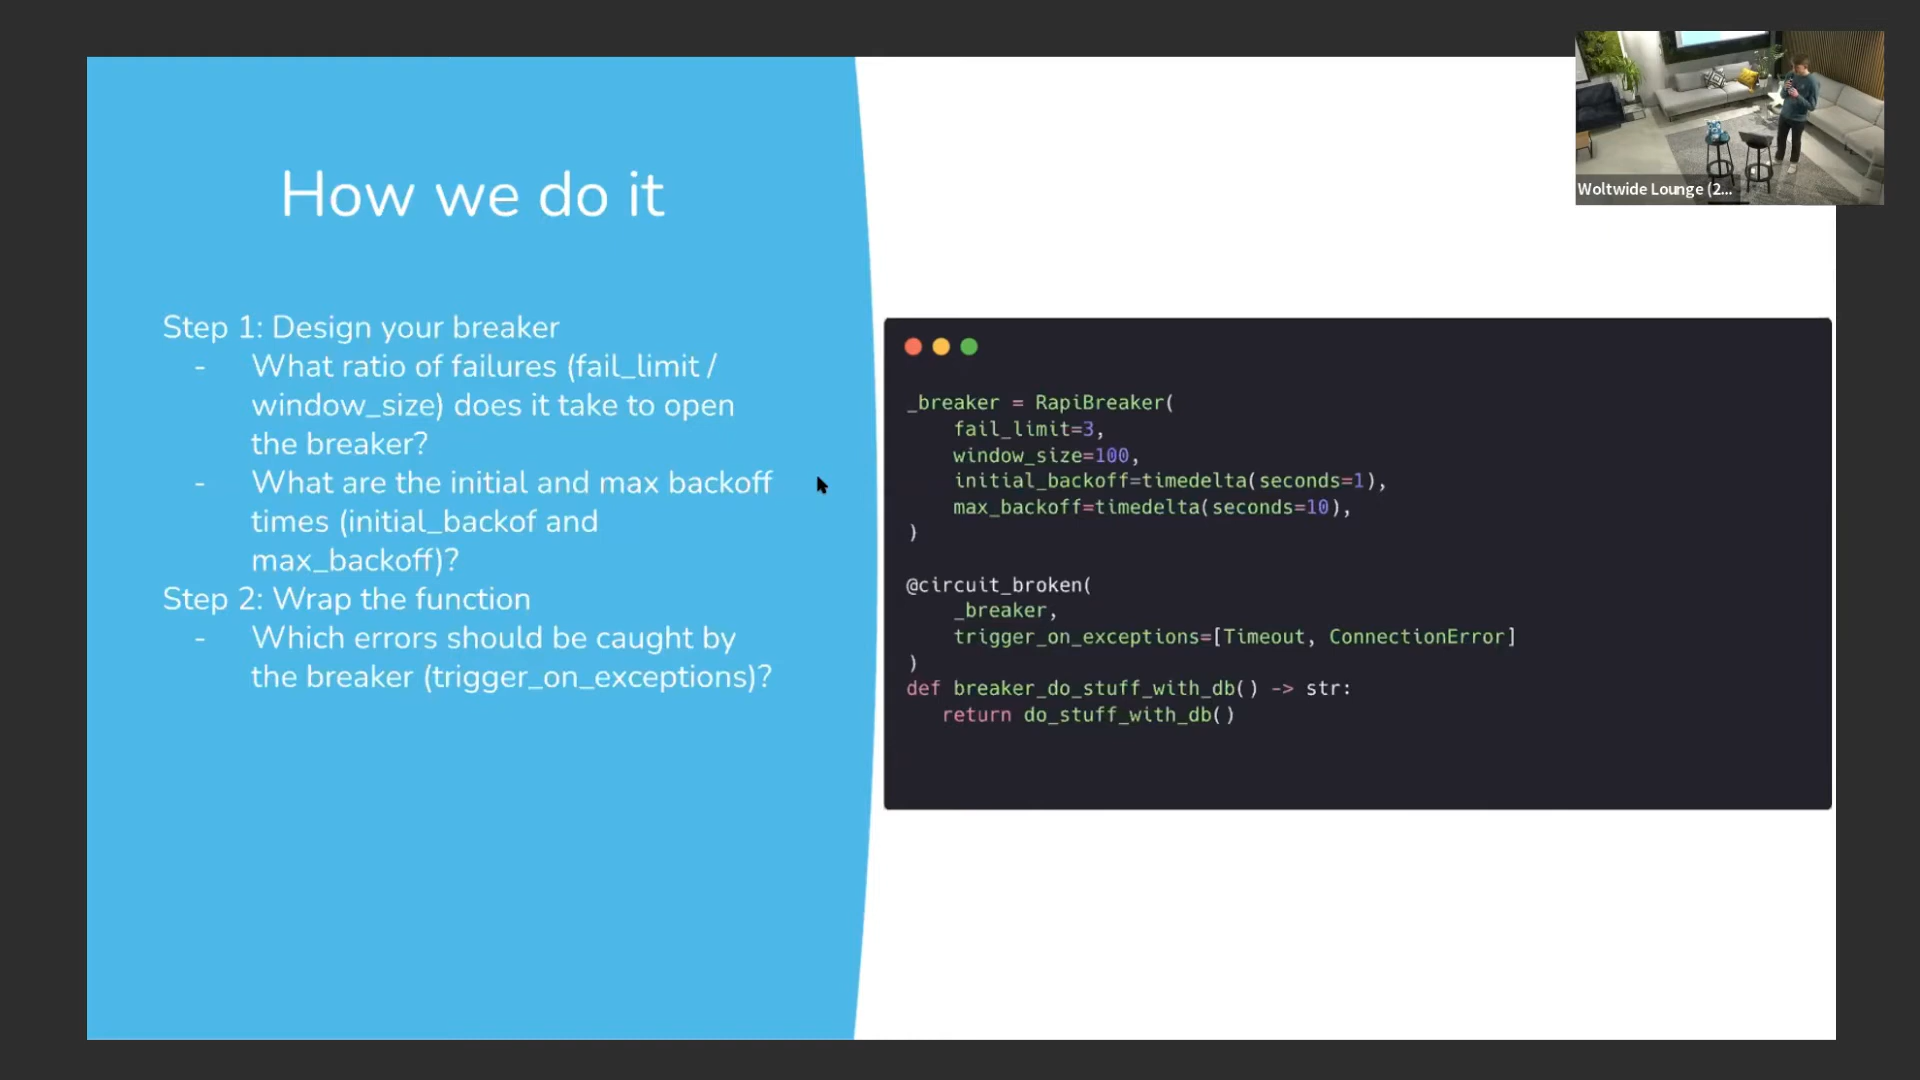 Woltwide Lounge (2...
How we do it
Step 1: Design your breaker
- What ratio of failures (fail_limit /
window_size) does it take to open
the breaker?
- What are the initial and max backoff
times (initial_backof and
max_backoff)?
Step 2: Wrap the function
- Which errors should be caught by
the breaker (trigger_on_exceptions)?
_breaker = RapiBreaker(
fail_limit=3,
window_size=100,
initial_backoff=timedelta(seconds=1),
max_backoff=timedelta(seconds=10),
)
@circuit_broken(
_breaker,
trigger_on_exceptions=[Timeout, ConnectionError]
)
def breaker_do_stuff_with_db() -> str:
return do_stuff_with_db()